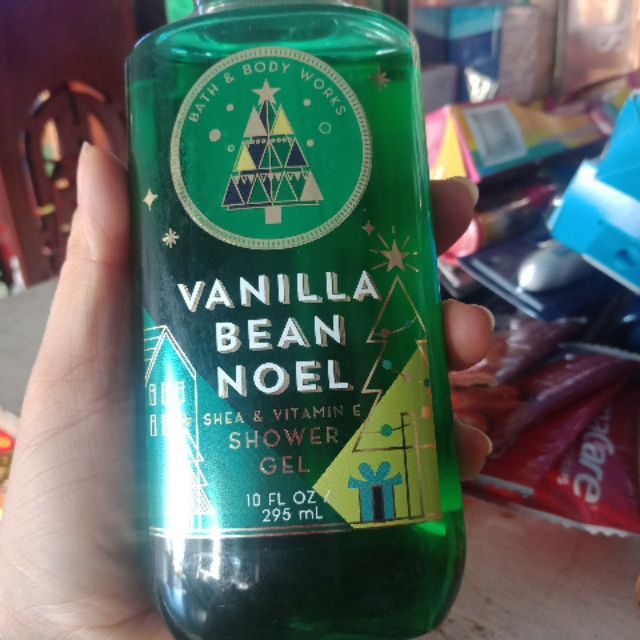 BATH & BODY WORKS
VANILLA
BEAN
NOEL
SHEA & VITAMIN E
SHOWER
GEL
10 FL OZ /
295 mL